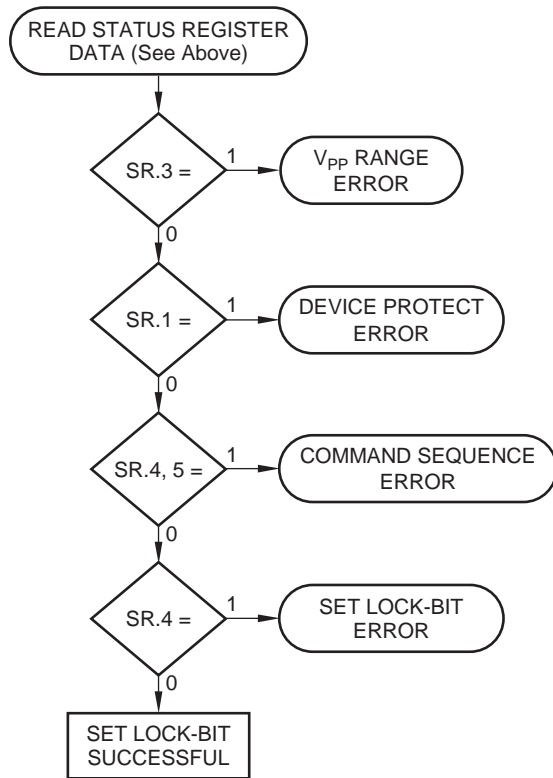 READ STATUS REGISTER
DATA (See Above)
SR.3 =
1
VPP RANGE
ERROR
0
SR.1 =
1
DEVICE PROTECT
ERROR
0
SR.4, 5 =
1
COMMAND SEQUENCE
ERROR
0
SR.4 =
1
SET LOCK-BIT
ERROR
0
SET LOCK-BIT
SUCCESSFUL